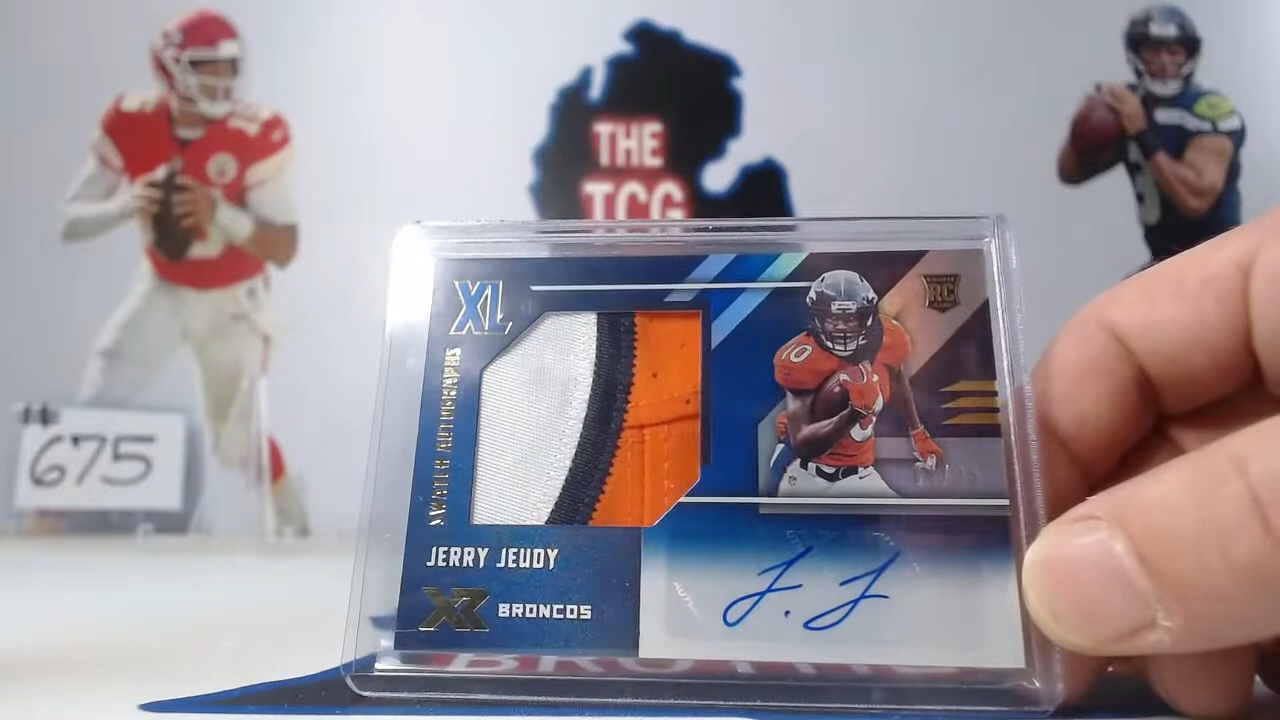 THE
TCG
# 675
XL
SWATCH AUTOGRAPHS
RC
10
JERRY JEUDY
XR BRONCOS
J. J